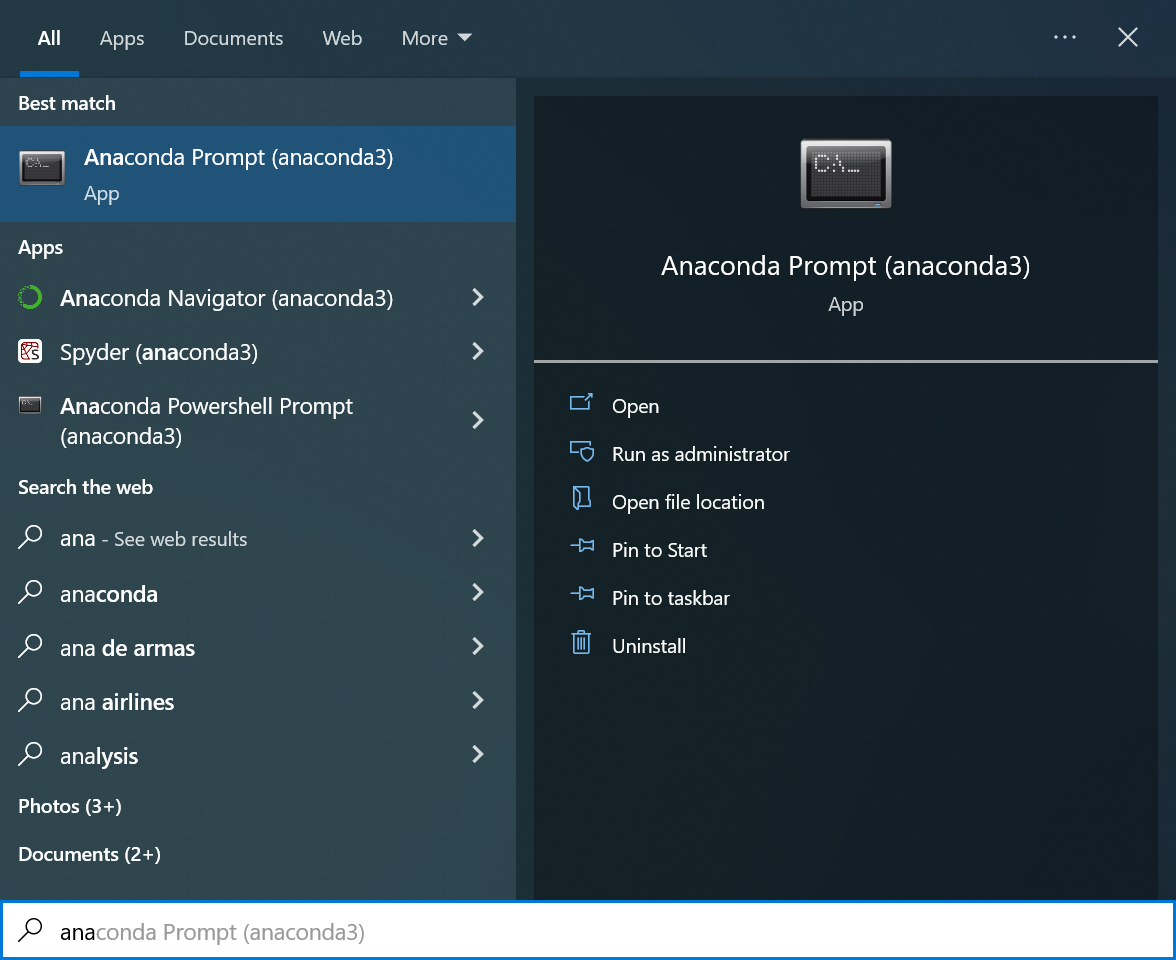 All Apps Documents Web More
Best match
Anaconda Prompt (anaconda3)
App
Apps
Anaconda Navigator (anaconda3)
Spyder (anaconda3)
Anaconda Powershell Prompt
(anaconda3)
Search the web
ana - See web results
anaconda
ana de armas
ana airlines
analysis
Photos (3+)
Documents (2+)
C:\_
Anaconda Prompt (anaconda3)
App
Open
Run as administrator
Open file location
Pin to Start
Pin to taskbar
Uninstall
anaconda Prompt (anaconda3)